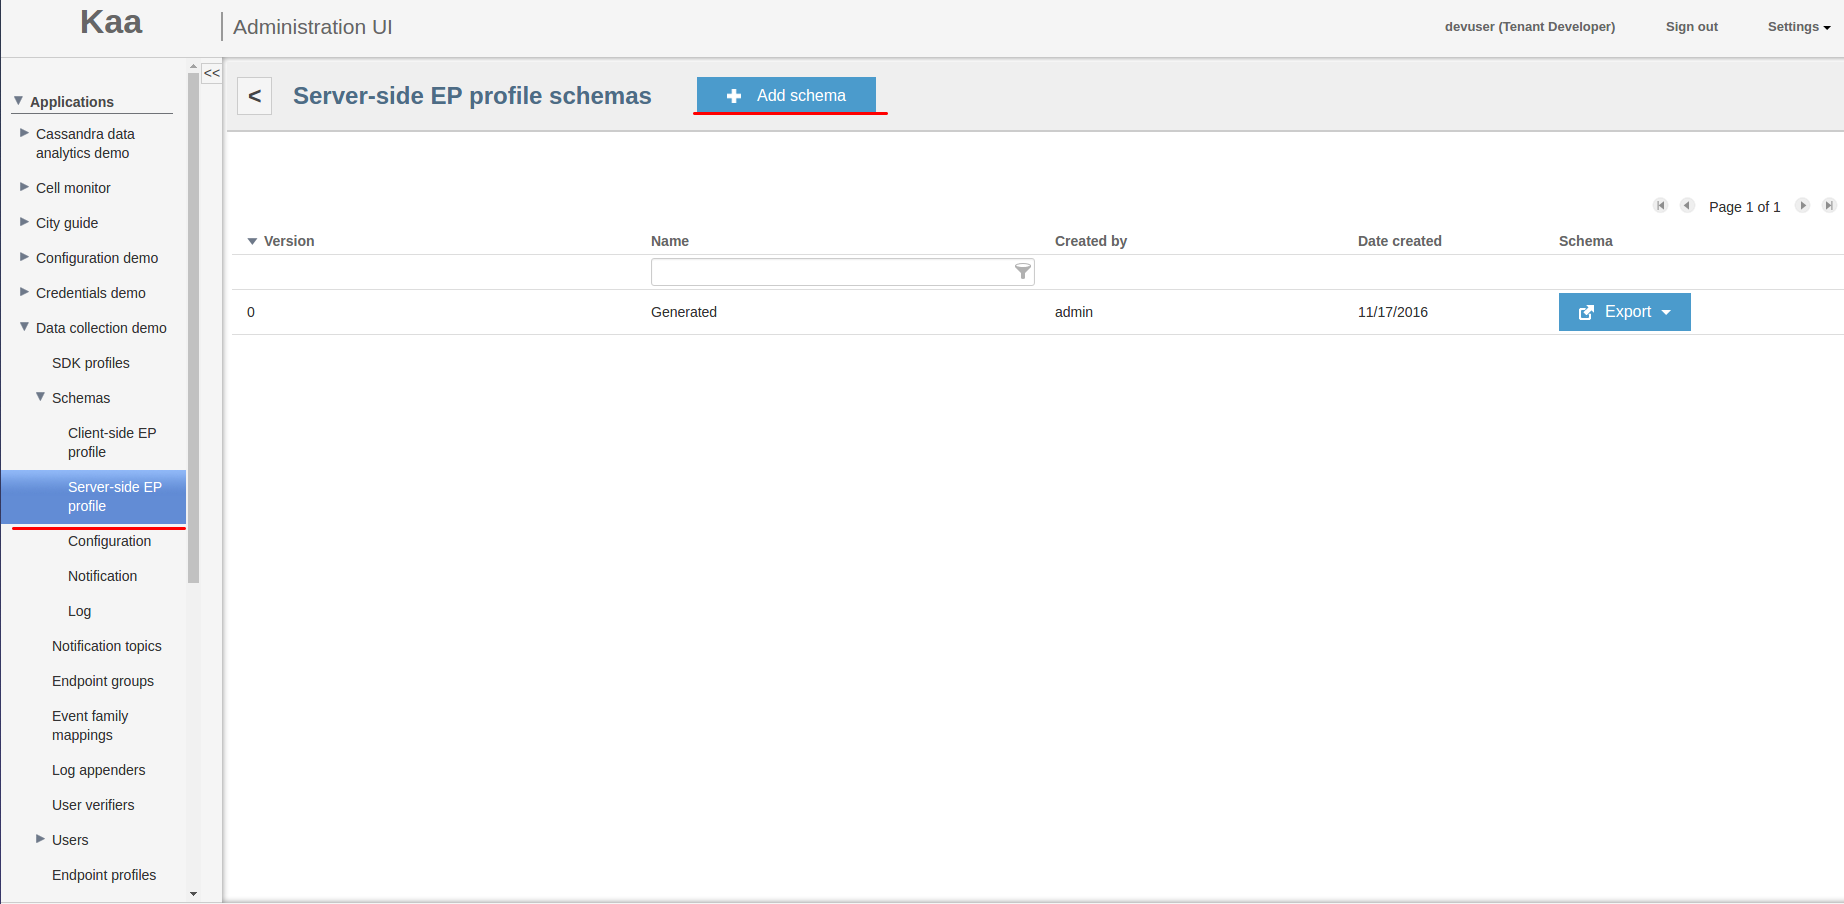 Kaa
Administration UI
devuser (Tenant Developer)
Sign out
Settings
<<
Applications
Cassandra data
analytics demo
Cell monitor
City guide
Configuration demo
Credentials demo
Data collection demo
SDK profiles
Schemas
Client-side EP
profile
Server-side EP
profile
Configuration
Notification
Log
Notification topics
Endpoint groups
Event family
mappings
Log appenders
User verifiers
Users
Endpoint profiles
<
Server-side EP profile schemas
Add schema
Page 1 of 1
Version Name Created by Date created Schema
0 Generated admin 11/17/2016 Export